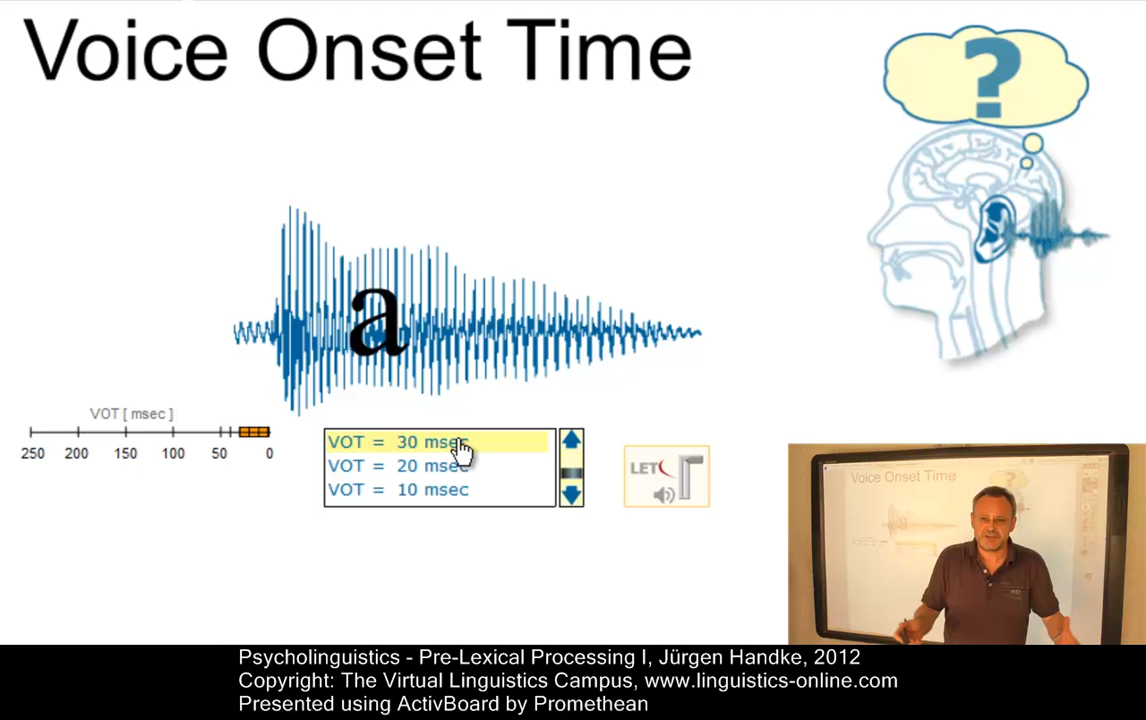 Voice Onset Time
?
a
VOT [ msec ]
250 200 150 100 50 0
VOT = 30 msec
VOT = 20 msec
VOT = 10 msec
LET
Voice Onset Time
Psycholinguistics - Pre-Lexical Processing I, Jürgen Handke, 2012
Copyright: The Virtual Linguistics Campus, www.linguistics-online.com
Presented using ActivBoard by Promethean